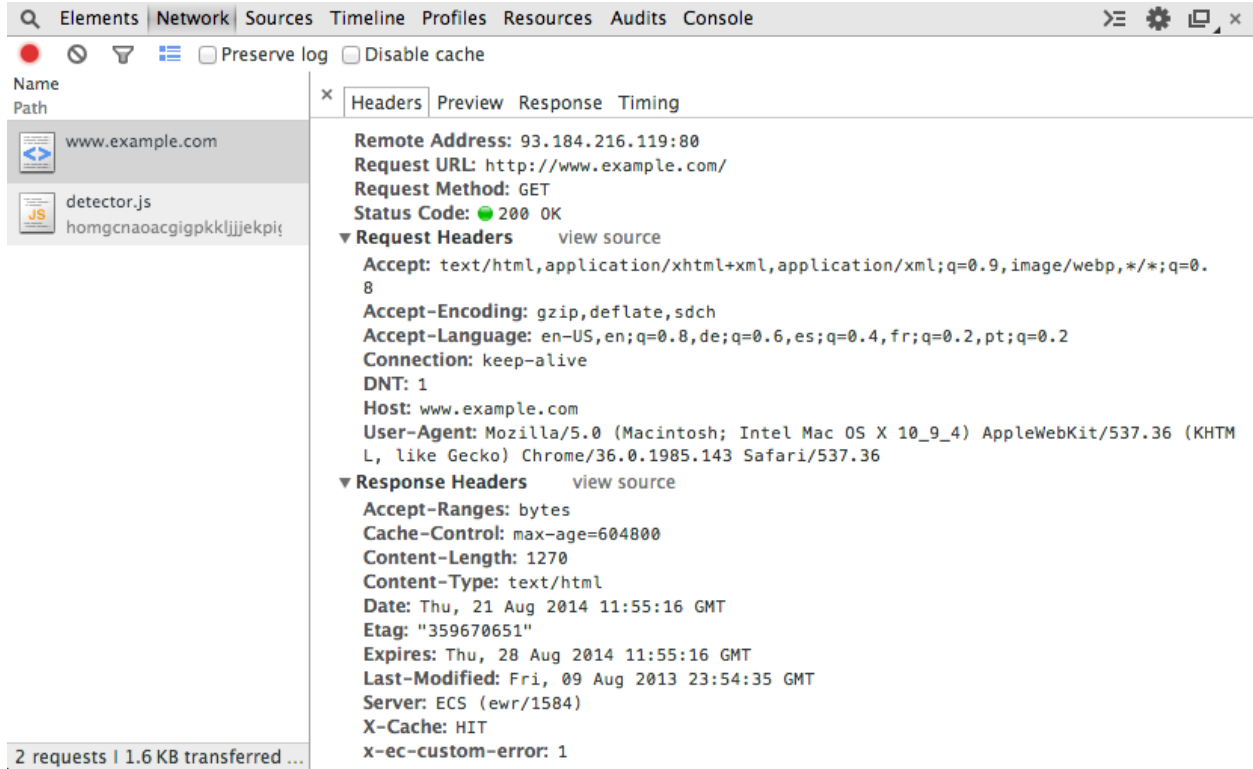 Elements Network Sources Timeline Profiles Resources Audits Console
Preserve log Disable cache
Name
Path
www.example.com
detector.js
homgcnaoacgigpkkljjjekpig
2 requests | 1.6 KB transferred ...
Headers Preview Response Timing
Remote Address: 93.184.216.119:80
Request URL: http://www.example.com/
Request Method: GET
Status Code: 200 OK
Request Headers view source
Accept: text/html,application/xhtml+xml,application/xml;q=0.9,image/webp,*/*;q=0.
8
Accept-Encoding: gzip,deflate,sdch
Accept-Language: en-US,en;q=0.8,de;q=0.6,es;q=0.4,fr;q=0.2,pt;q=0.2
Connection: keep-alive
DNT: 1
Host: www.example.com
User-Agent: Mozilla/5.0 (Macintosh; Intel Mac OS X 10_9_4) AppleWebKit/537.36 (KHTM
L, like Gecko) Chrome/36.0.1985.143 Safari/537.36
Response Headers view source
Accept-Ranges: bytes
Cache-Control: max-age=604800
Content-Length: 1270
Content-Type: text/html
Date: Thu, 21 Aug 2014 11:55:16 GMT
Etag: "359670651"
Expires: Thu, 28 Aug 2014 11:55:16 GMT
Last-Modified: Fri, 09 Aug 2013 23:54:35 GMT
Server: ECS (ewr/1584)
X-Cache: HIT
x-ec-custom-error: 1